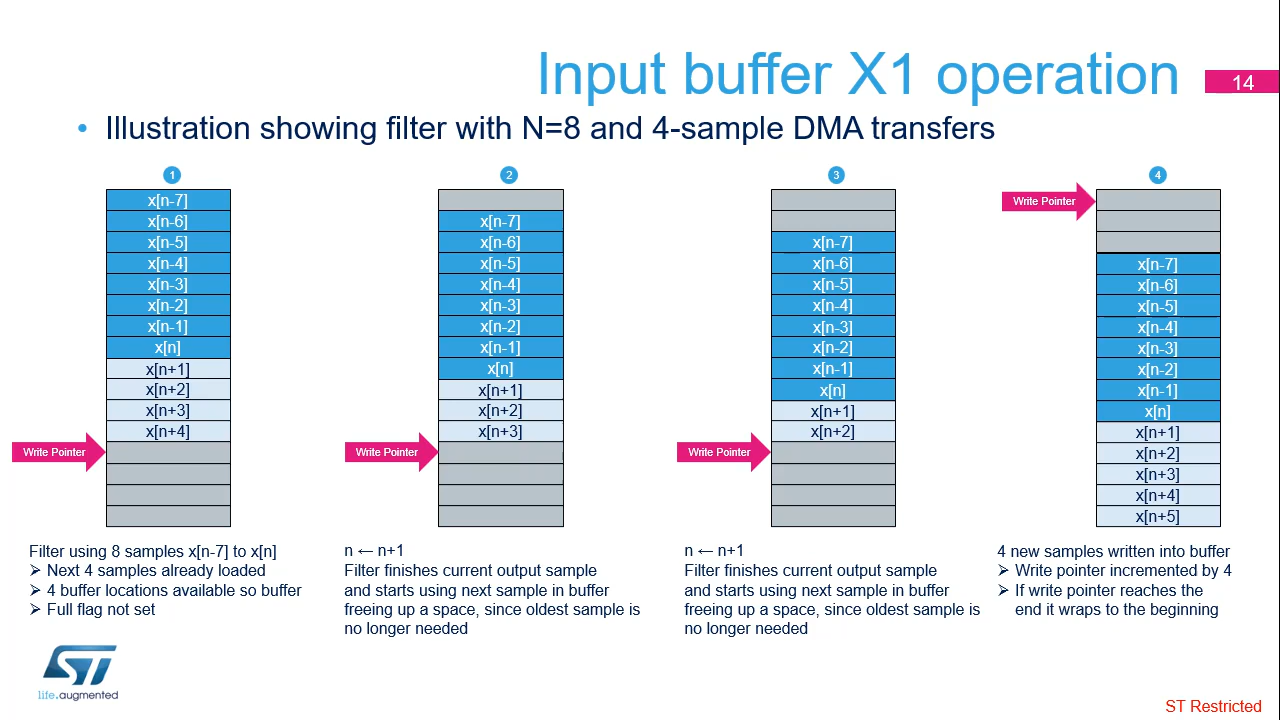 Input buffer X1 operation
14
• Illustration showing filter with N=8 and 4-sample DMA transfers
1
x[n-7]
x[n-6]
x[n-5]
x[n-4]
x[n-3]
x[n-2]
x[n-1]
x[n]
x[n+1]
x[n+2]
x[n+3]
x[n+4]
Write Pointer
Filter using 8 samples x[n-7] to x[n]
➢ Next 4 samples already loaded
➢ 4 buffer locations available so buffer
➢ Full flag not set
2
x[n-7]
x[n-6]
x[n-5]
x[n-4]
x[n-3]
x[n-2]
x[n-1]
x[n]
x[n+1]
x[n+2]
x[n+3]
Write Pointer
n ← n+1
Filter finishes current output sample
and starts using next sample in buffer
freeing up a space, since oldest sample is
no longer needed
3
x[n-7]
x[n-6]
x[n-5]
x[n-4]
x[n-3]
x[n-2]
x[n-1]
x[n]
x[n+1]
x[n+2]
Write Pointer
n ← n+1
Filter finishes current output sample
and starts using next sample in buffer
freeing up a space, since oldest sample is
no longer needed
4
Write Pointer
x[n-7]
x[n-6]
x[n-5]
x[n-4]
x[n-3]
x[n-2]
x[n-1]
x[n]
x[n+1]
x[n+2]
x[n+3]
x[n+4]
x[n+5]
4 new samples written into buffer
➢ Write pointer incremented by 4
➢ If write pointer reaches the
end it wraps to the beginning
ST
life.augmented
ST Restricted